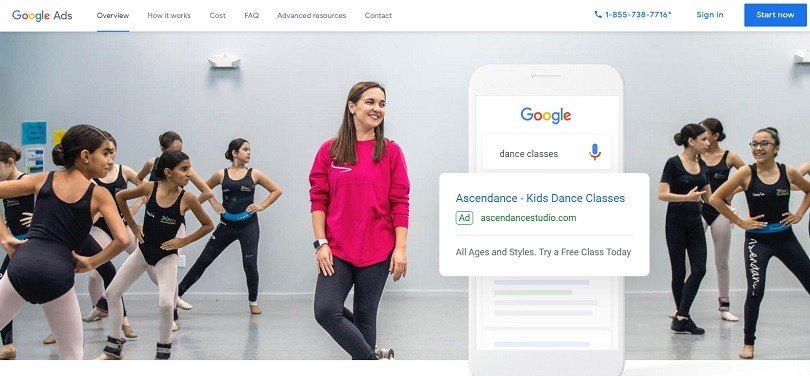 Google Ads
Overview
How it works
Cost
FAQ
Advanced resources
Contact
1-855-738-7716*
Sign in
Start now
Google
dance classes
Ascendance - Kids Dance Classes
Ad ascendancestudio.com
All Ages and Styles. Try a Free Class Today